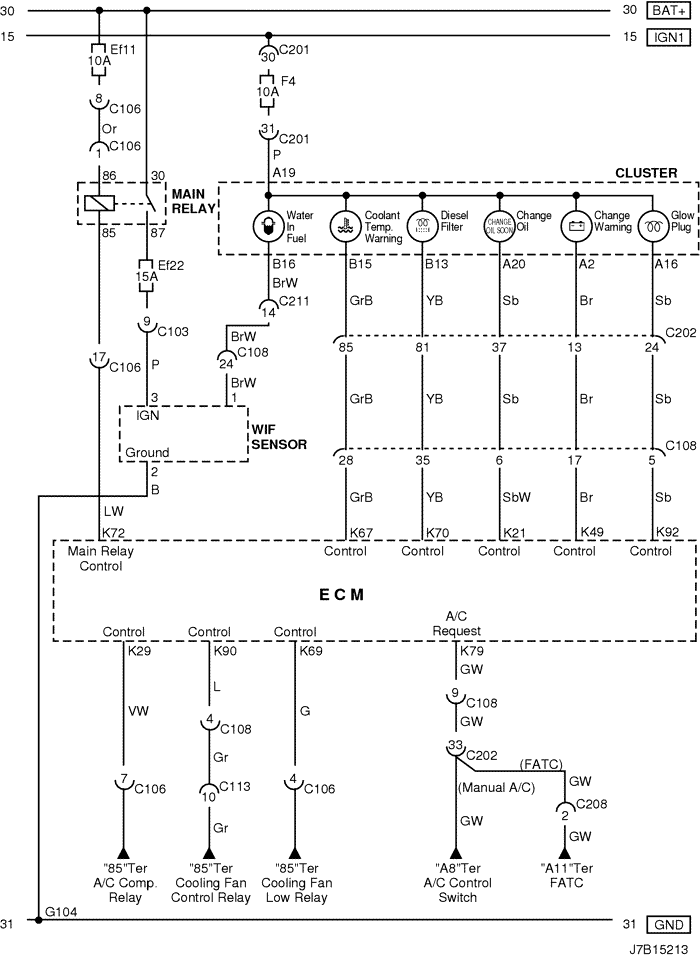 30 30 BAT+
15 15 IGN1
Ef11
10A
8 C106
Or
1 C106
86 30
MAIN
RELAY
85 87
Ef22
15A
9 C103
P
17 C106
C201
30
F4
10A
31 C201
P
A19
CLUSTER
Water
In
Fuel
Coolant
Temp.
Warning
Diesel
Filter
CHANGE
OIL SOON
Change
Oil
Change
Warning
Glow
Plug
B16 B15 B13 A20 A2 A16
BrW GrB YB Sb Br Sb
C211
14
BrW
C108
24
BrW
C202
85 81 37 13 24
3 1
IGN
Ground
WIF
SENSOR
2
B
GrB YB Sb Br Sb
C108
28 35 6 17 5
LW GrB YB SbW Br Sb
K72 K67 K70 K21 K49 K92
Main Relay
Control
Control Control Control Control Control
ECM
A/C
Request
Control Control Control
K29 K90 K69 K79
VW L G GW
4 C108
Gr
9 C108
GW
33 C202
7 C106
C113
10
Gr
4 C106
(FATC)
(Manual A/C)
GW
GW
C208
2
GW
"85"Ter
A/C Comp.
Relay
"85"Ter
Cooling Fan
Control Relay
"85"Ter
Cooling Fan
Low Relay
"A8"Ter
A/C Control
Switch
"A11"Ter
FATC
G104
31 31 GND
J7B15213